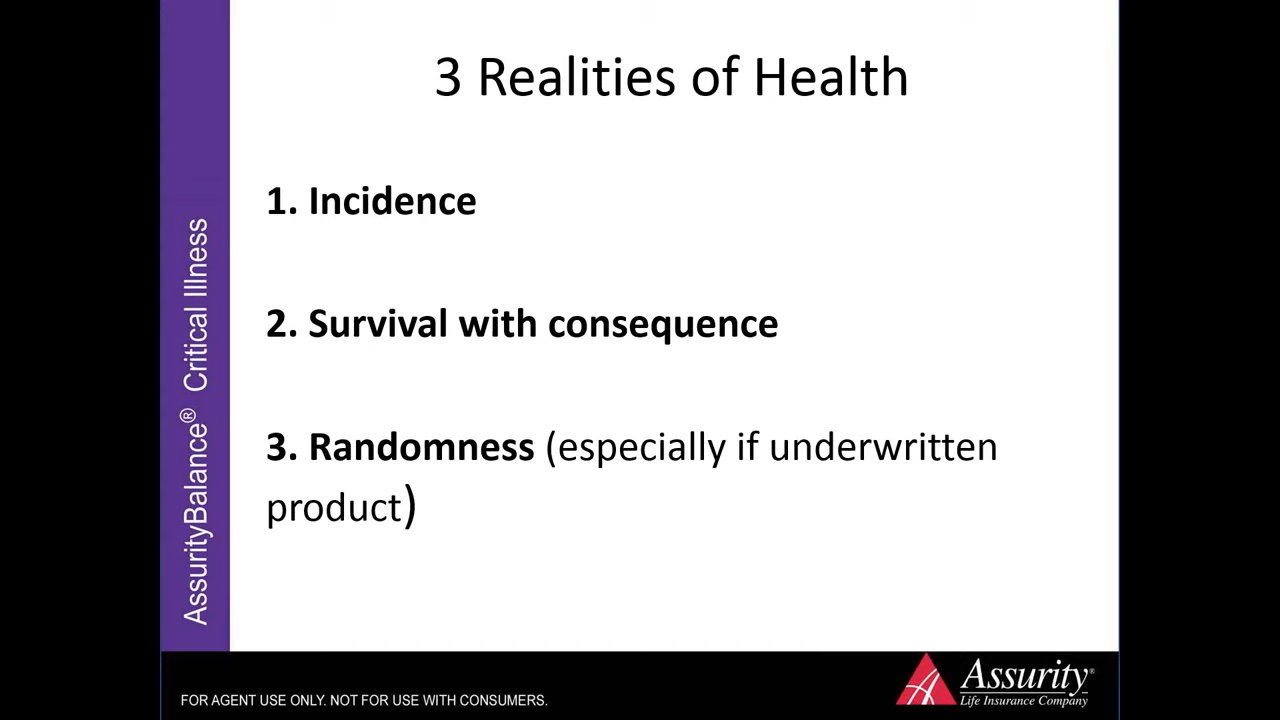 3 Realities of Health
1. Incidence
2. Survival with consequence
3. Randomness (especially if underwritten
product)
AssurityBalance® Critical Illness
FOR AGENT USE ONLY. NOT FOR USE WITH CONSUMERS.
Assurity®
Life Insurance Company